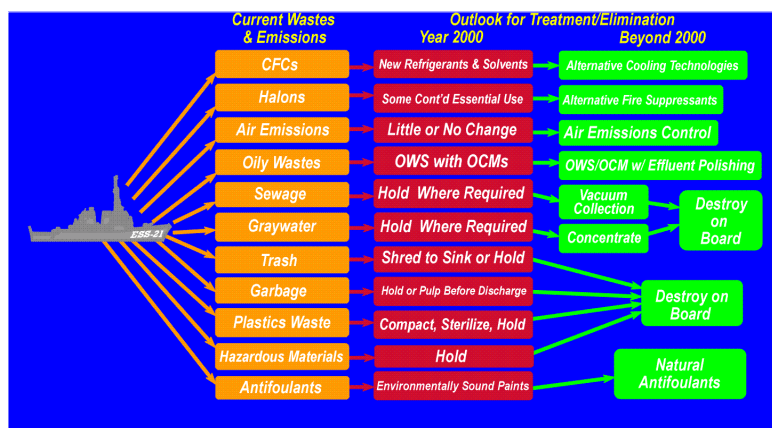 Current Wastes
& Emissions
Outlook for Treatment/Elimination
Year 2000
Beyond 2000
CFCs
New Refrigerants & Solvents
Alternative Cooling Technologies
Halons
Some Cont'd Essential Use
Alternative Fire Suppressants
Air Emissions
Little or No Change
Air Emissions Control
Oily Wastes
OWS with OCMs
OWS/OCM w/ Effluent Polishing
Sewage
Hold Where Required
Vacuum
Collection
Destroy
on
Board
Graywater
Hold Where Required
Concentrate
ESS-21
Trash
Shred to Sink or Hold
Garbage
Hold or Pulp Before Discharge
Destroy on
Board
Plastics Waste
Compact, Sterilize, Hold
Hazardous Materials
Hold
Natural
Antifoulants
Antifoulants
Environmentally Sound Paints